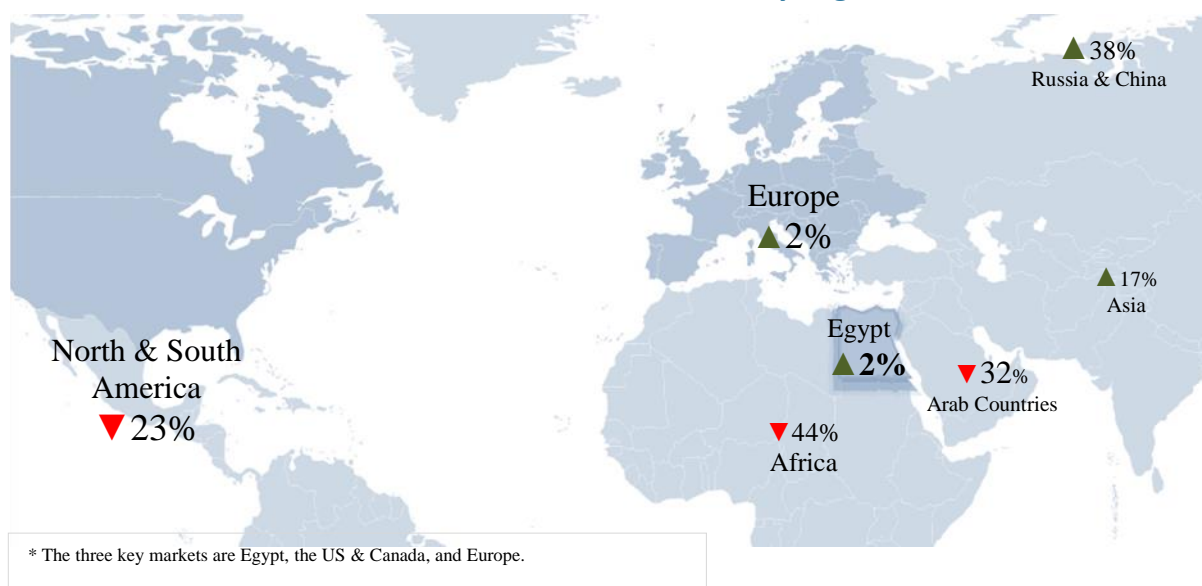 ▲ 38%
Russia & China
Europe
▲ 2%
▲ 17%
Asia
Egypt
▲ 2%
North & South
America
▼ 23%
▼ 32%
Arab Countries
▼ 44%
Africa
* The three key markets are Egypt, the US & Canada, and Europe.